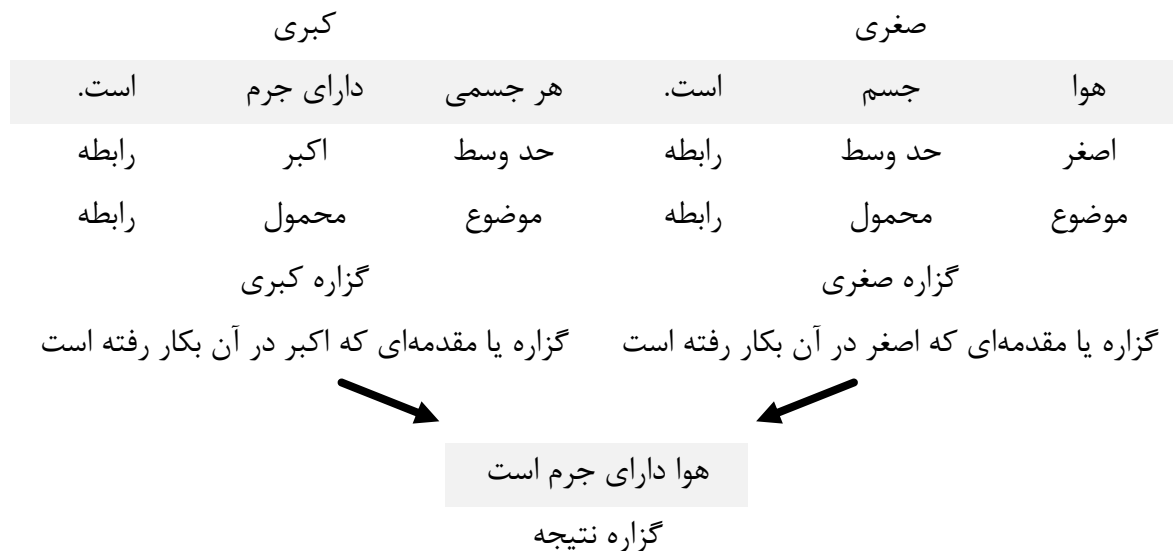 صغری کبری
هوا جسم است. هر جسمی دارای جرم است.
اصغر حد وسط رابطه حد وسط اکبر رابطه
موضوع محمول رابطه موضوع محمول رابطه
گزاره صغری گزاره کبری
گزاره یا مقدمه‌ای که اصغر در آن بکار رفته است گزاره یا مقدمه‌ای که اکبر در آن بکار رفته است
هوا دارای جرم است
گزاره نتیجه